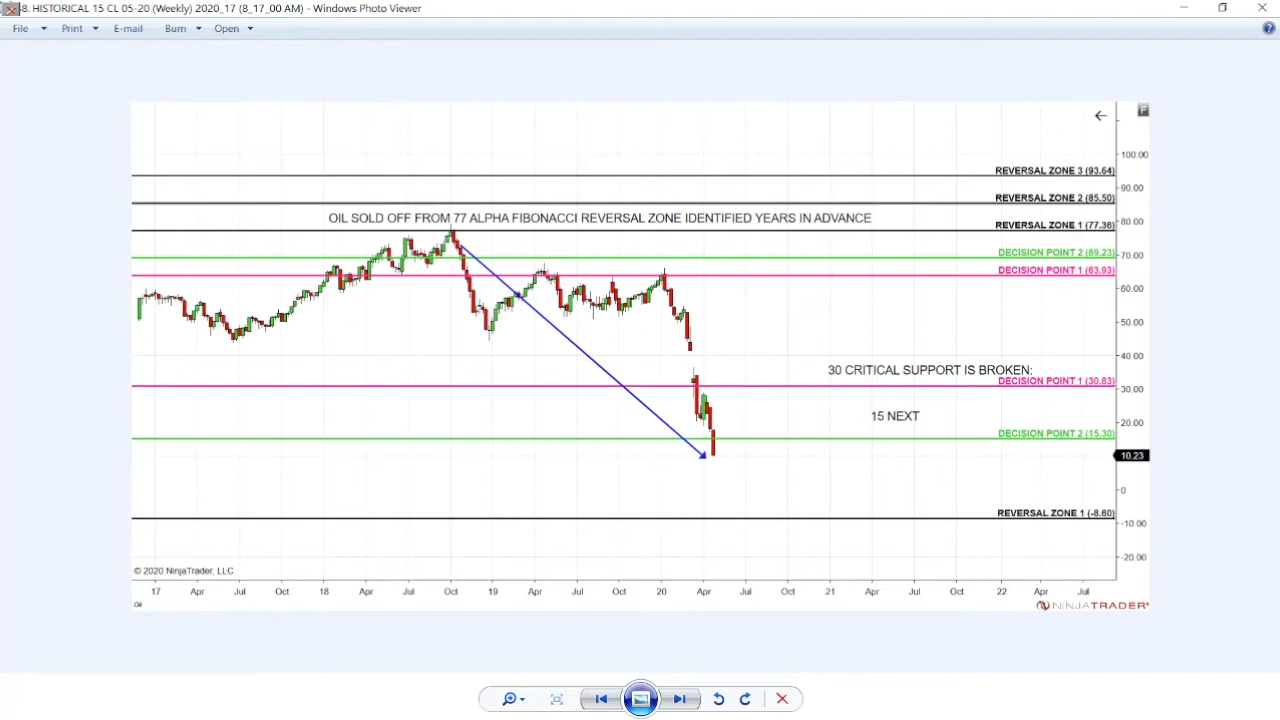 8. HISTORICAL 15 CL 05-20 (Weekly) 2020_17 (8_17_00 AM) - Windows Photo Viewer
File Print E-mail Burn Open
F
100.00
REVERSAL ZONE 3 (93.64)
90.00
REVERSAL ZONE 2 (85.50)
OIL SOLD OFF FROM 77 ALPHA FIBONACCI REVERSAL ZONE IDENTIFIED YEARS IN ADVANCE
80.00
REVERSAL ZONE 1 (77.36)
DECISION POINT 2 (69.23)
70.00
DECISION POINT 1 (63.93)
60.00
50.00
40.00
30 CRITICAL SUPPORT IS BROKEN:
DECISION POINT 1 (30.83)
30.00
15 NEXT
20.00
DECISION POINT 2 (15.30)
10.23
0
REVERSAL ZONE 1 (-8.60)
-10.00
-20.00
© 2020 NinjaTrader, LLC
17 Apr Jul Oct 18 Apr Jul Oct 19 Apr Jul Oct 20 Apr Jul Oct 21 Apr Jul Oct 22 Apr Jul
NINJATRADER